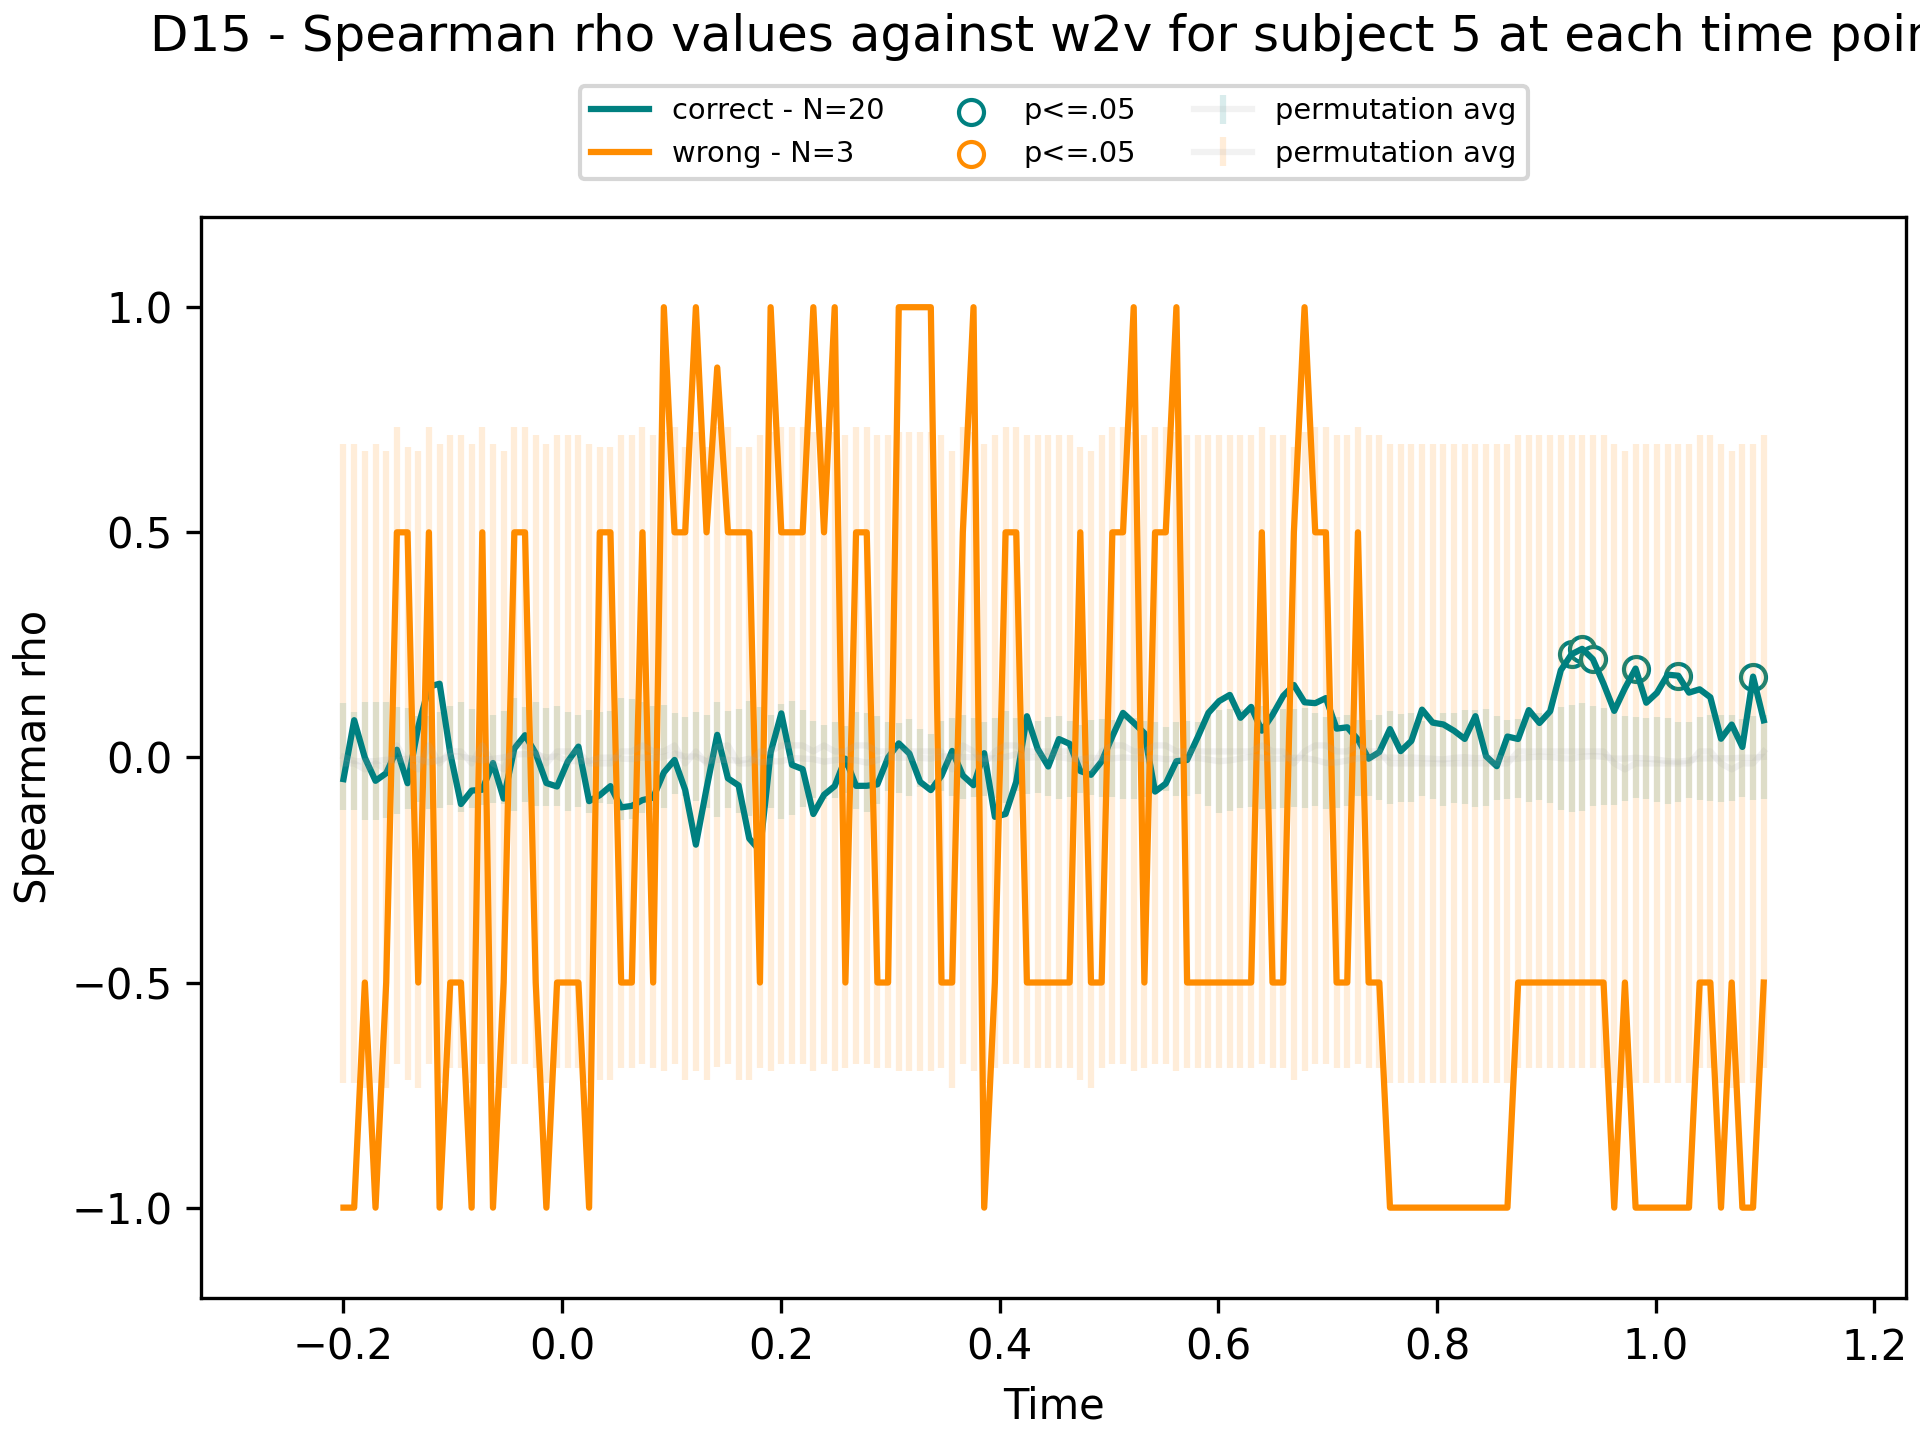 D15 - Spearman rho values against w2v for subject 5 at each time poin
correct - N=20 p<=.05 permutation avg
wrong - N=3 p<=.05 permutation avg
1.0
0.5
0.0
−0.5
−1.0
Spearman rho
−0.2 0.0 0.2 0.4 0.6 0.8 1.0 1.2
Time